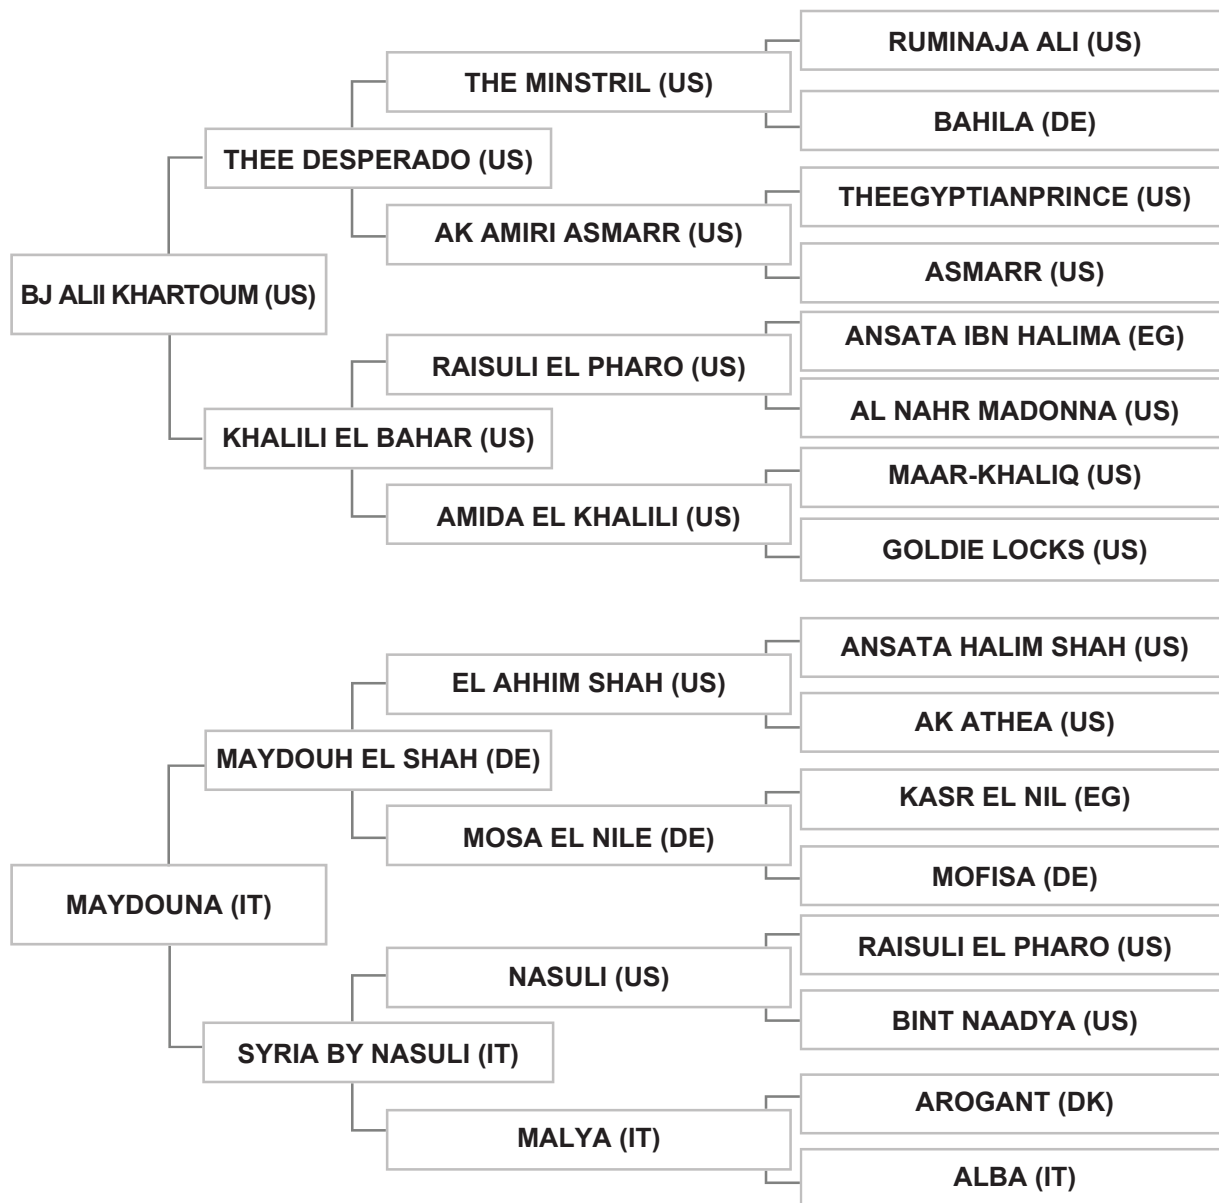 RUMINAJA ALI (US)
THE MINSTRIL (US)
BAHILA (DE)
THEE DESPERADO (US)
THEEGYPTIANPRINCE (US)
AK AMIRI ASMARR (US)
ASMARR (US)
BJ ALII KHARTOUM (US)
ANSATA IBN HALIMA (EG)
RAISULI EL PHARO (US)
AL NAHR MADONNA (US)
KHALILI EL BAHAR (US)
MAAR-KHALIQ (US)
AMIDA EL KHALILI (US)
GOLDIE LOCKS (US)
ANSATA HALIM SHAH (US)
EL AHHIM SHAH (US)
AK ATHEA (US)
MAYDOUH EL SHAH (DE)
KASR EL NIL (EG)
MOSA EL NILE (DE)
MOFISA (DE)
MAYDOUNA (IT)
RAISULI EL PHARO (US)
NASULI (US)
BINT NAADYA (US)
SYRIA BY NASULI (IT)
AROGANT (DK)
MALYA (IT)
ALBA (IT)